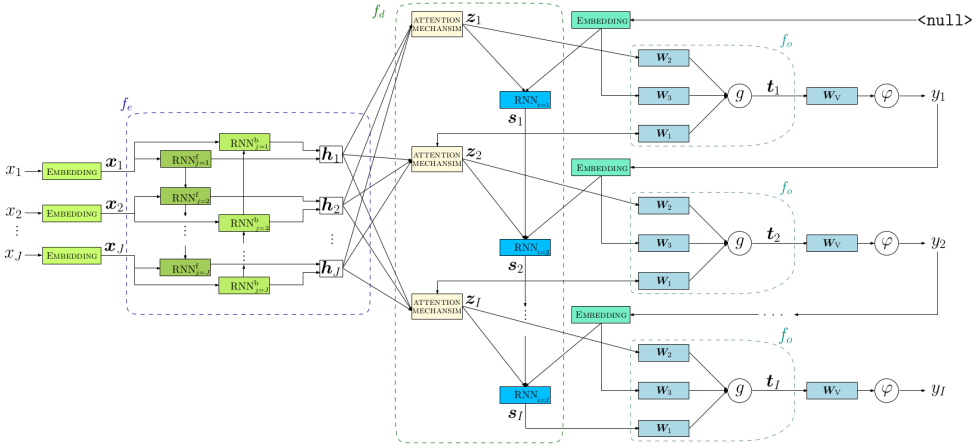 f_d
ATTENTION
MECHANSIM
z_1
EMBEDDING
<null>
f_o
W_2
W_3
W_1
g
t_1
W_V
φ
y_1
RNN_{i=1}
s_1
f_e
x_1
EMBEDDING
x_1
RNN^f_{j=1}
RNN^b_{j=1}
h_1
x_2
EMBEDDING
x_2
RNN^f_{j=2}
RNN^b_{j=2}
h_2
⋮
⋮
⋮
⋮
x_J
EMBEDDING
x_J
RNN^f_{j=J}
RNN^b_{j=J}
h_J
ATTENTION
MECHANSIM
z_2
EMBEDDING
f_o
W_2
W_3
W_1
g
t_2
W_V
φ
y_2
RNN_{i=2}
s_2
⋮
ATTENTION
MECHANSIM
z_I
EMBEDDING
· · ·
f_o
W_2
W_3
W_1
g
t_I
W_V
φ
y_I
RNN_{i=I}
s_I